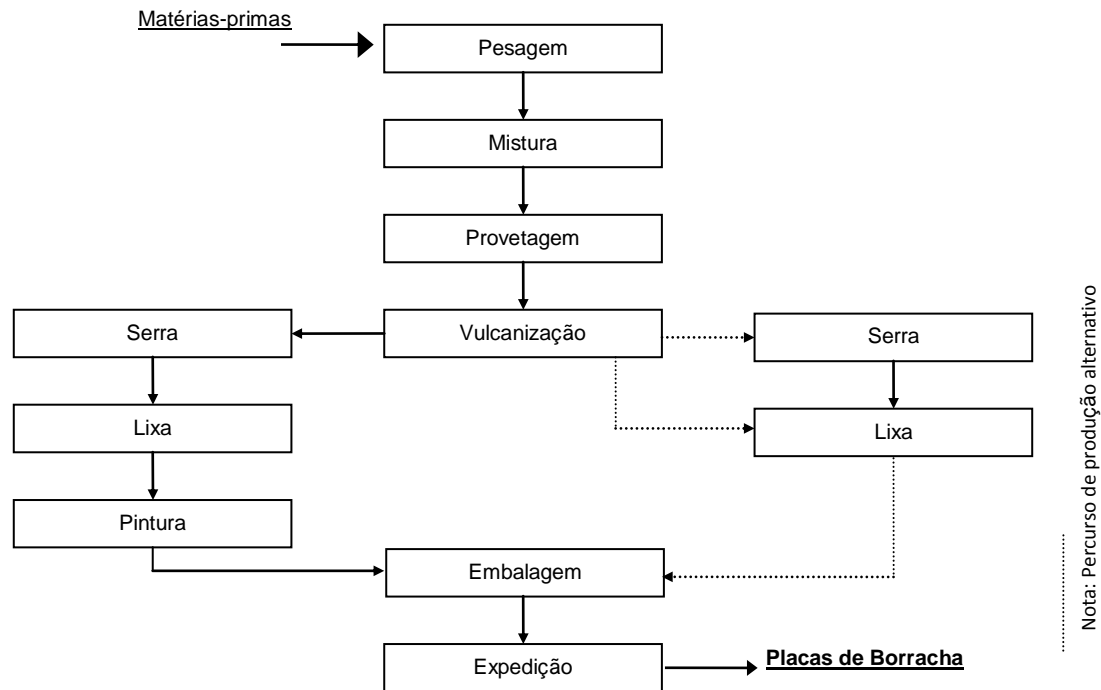 Matérias-primas
Pesagem
Mistura
Provetagem
Serra
Vulcanização
Serra
Lixa
Lixa
Pintura
Embalagem
Expedição
Placas de Borracha
Nota: Percurso de produção alternativo